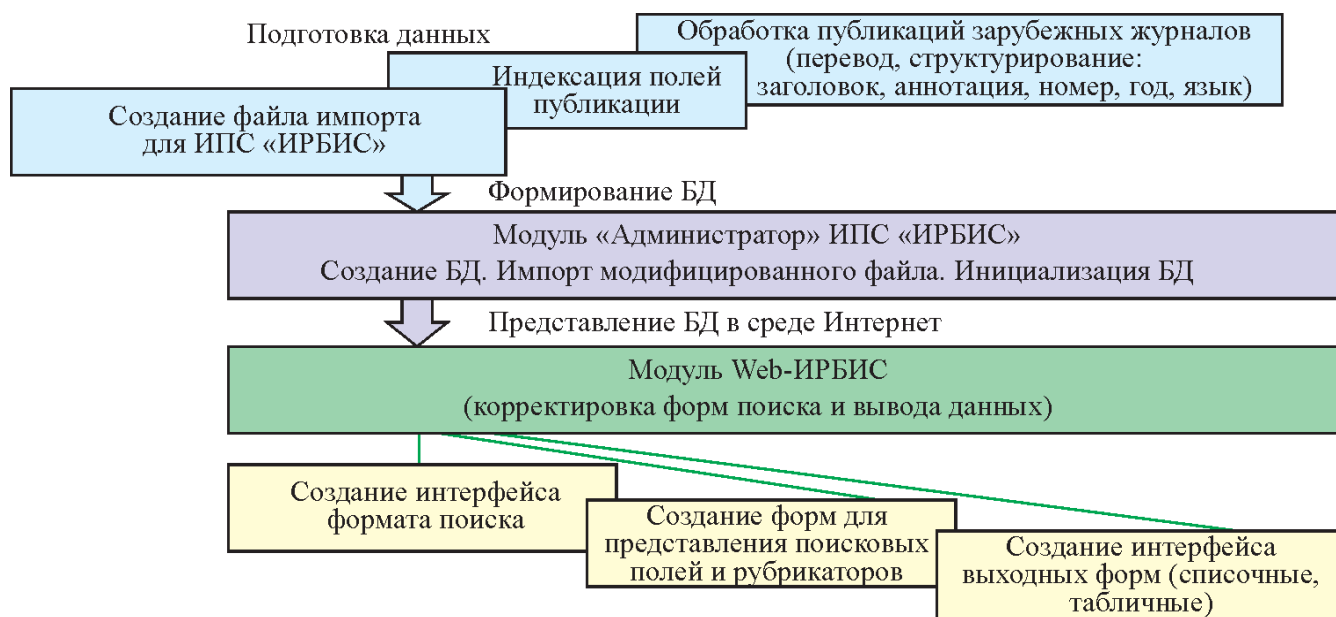 Подготовка данных
Обработка публикаций зарубежных журналов
(перевод, структурирование:
заголовок, аннотация, номер, год, язык)
Индексация полей
публикации
Создание файла импорта
для ИПС «ИРБИС»
Формирование БД
Модуль «Администратор» ИПС «ИРБИС»
Создание БД. Импорт модифицированного файла. Инициализация БД
Представление БД в среде Интернет
Модуль Web-ИРБИС
(корректировка форм поиска и вывода данных)
Создание интерфейса
формата поиска
Создание форм для
представления поисковых
полей и рубрикаторов
Создание интерфейса
выходных форм (списочные,
табличные)